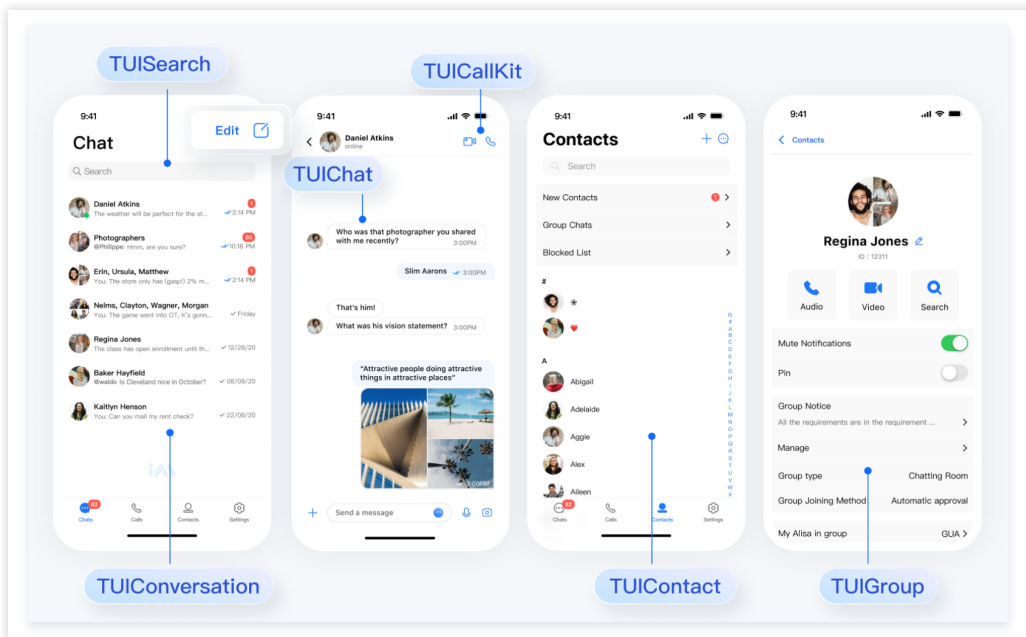 TUISearch
TUICallKit
9:41
Edit
Chat
Search
Daniel Atkins
1
The weather will be perfect for the st...
2:14 PM
Photographers
80
@Philippe: Hmm, are you sure?
10:16 PM
Erin, Ursula, Matthew
1
You: The store only has (gasp!) 2% m...
2:14 PM
Nelms, Clayton, Wagner, Morgan
You: The game went into OT, it's gonn...
Friday
Regina Jones
The class has open enrollment until th...
12/28/20
Baker Hayfield
@waldo Is Cleveland nice in October?
08/09/20
Kaitlyn Henson
You: Can you mail my rent check?
22/08/20
im
82
Chats
Calls
Contacts
Settings
TUIConversation
9:41
Daniel Atkins
online
TUIChat
Who was that photographer you shared
with me recently?
3:00PM
Slim Aarons
3:00PM
That's him!
What was his vision statement?
3:00PM
"Attractive people doing attractive
things in attractive places"
3:00PM
Send a message
9:41
Contacts
Search
New Contacts
1
Group Chats
Blocked List
#
A
Abigail
Adelaide
Aggie
Alex
Aileen
Q
#
A
B
C
D
E
F
G
H
I
J
K
L
M
N
O
P
Q
R
S
T
U
V
W
X
82
Chats
Calls
Contacts
Settings
TUIContact
9:41
Contacts
Regina Jones
ID : 12311
Audio
Video
Search
Mute Notifications
Pin
Group Notice
All the requirements are in the requirement ...
Manage
Group type
Chatting Room
Group Joining Method
Automatic approval
My Alisa in group
GUA
TUIGroup